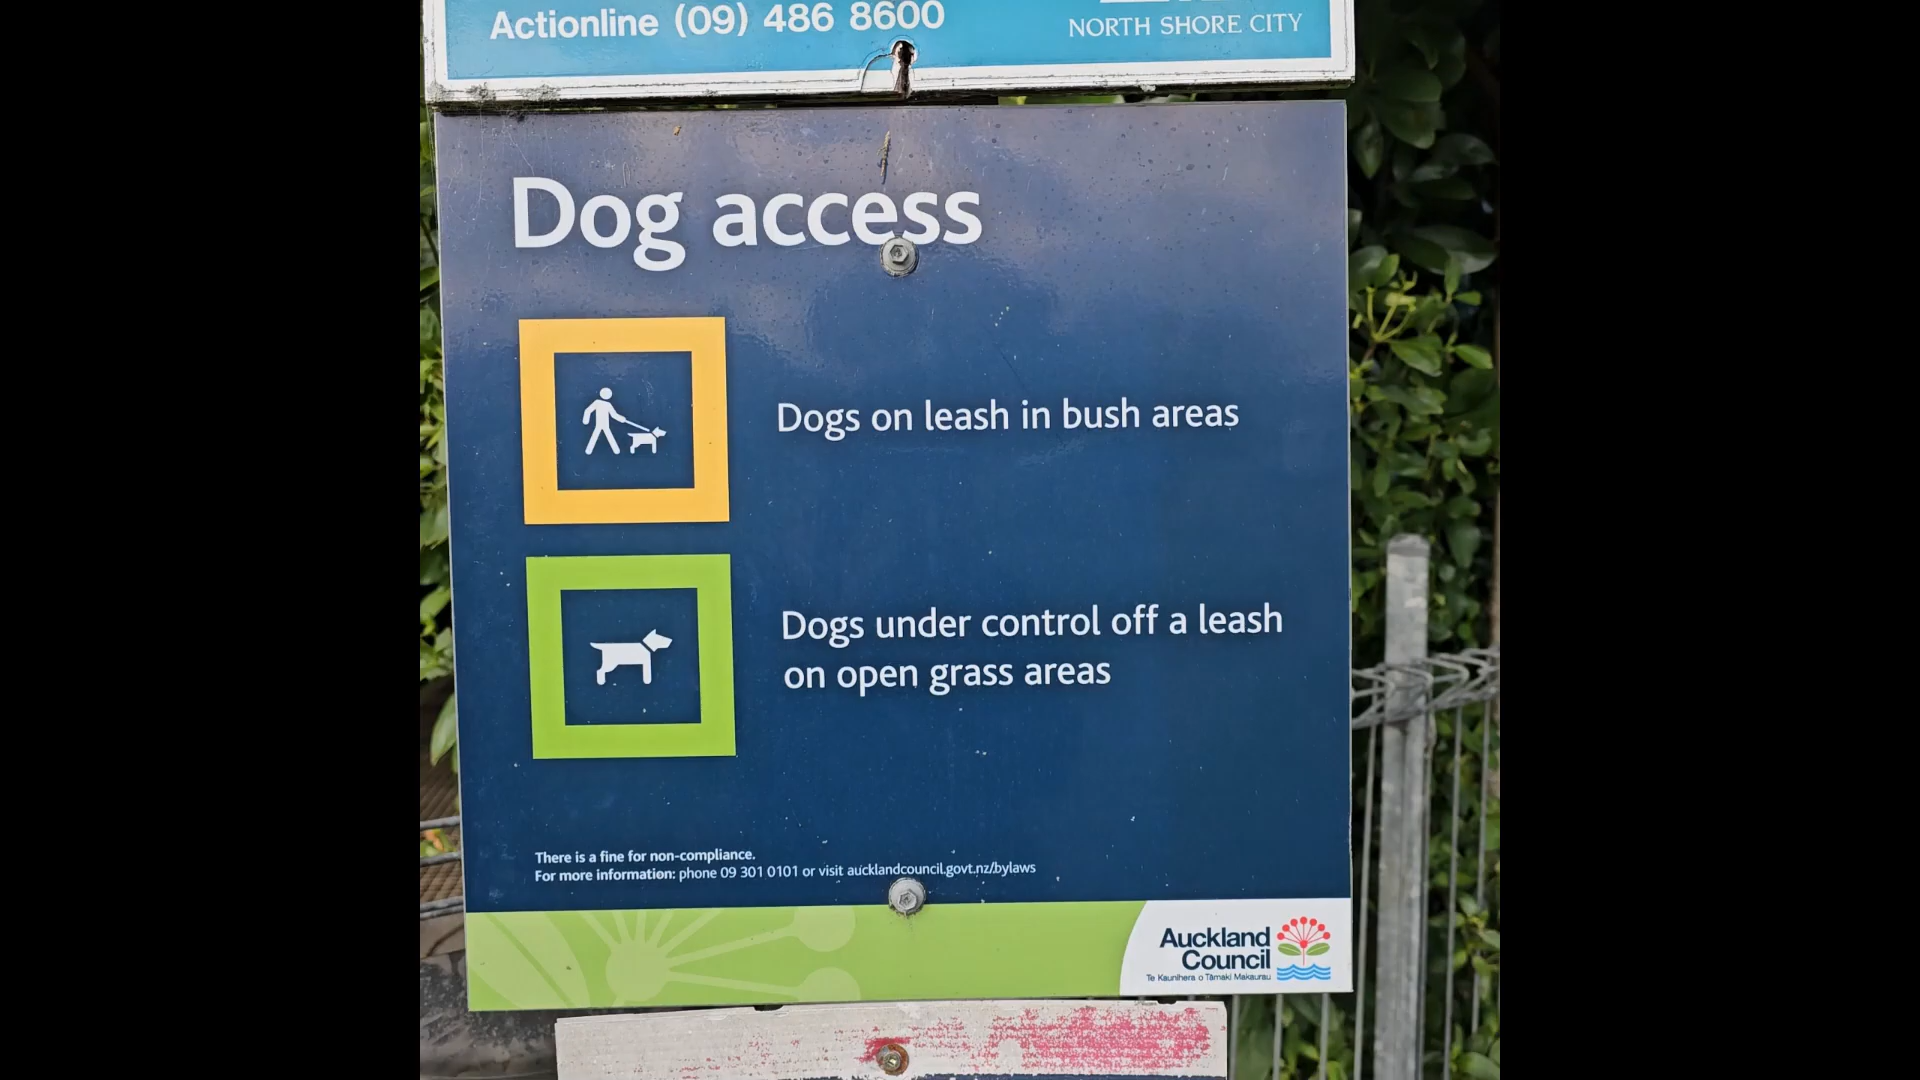 Actionline (09) 486 8600
NORTH SHORE CITY
Dog access
Dogs on leash in bush areas
Dogs under control off a leash
on open grass areas
There is a fine for non-compliance.
For more information: phone 09 301 0101 or visit aucklandcouncil.govt.nz/bylaws
Auckland
Council
Te Kaunihera o Tāmaki Makaurau